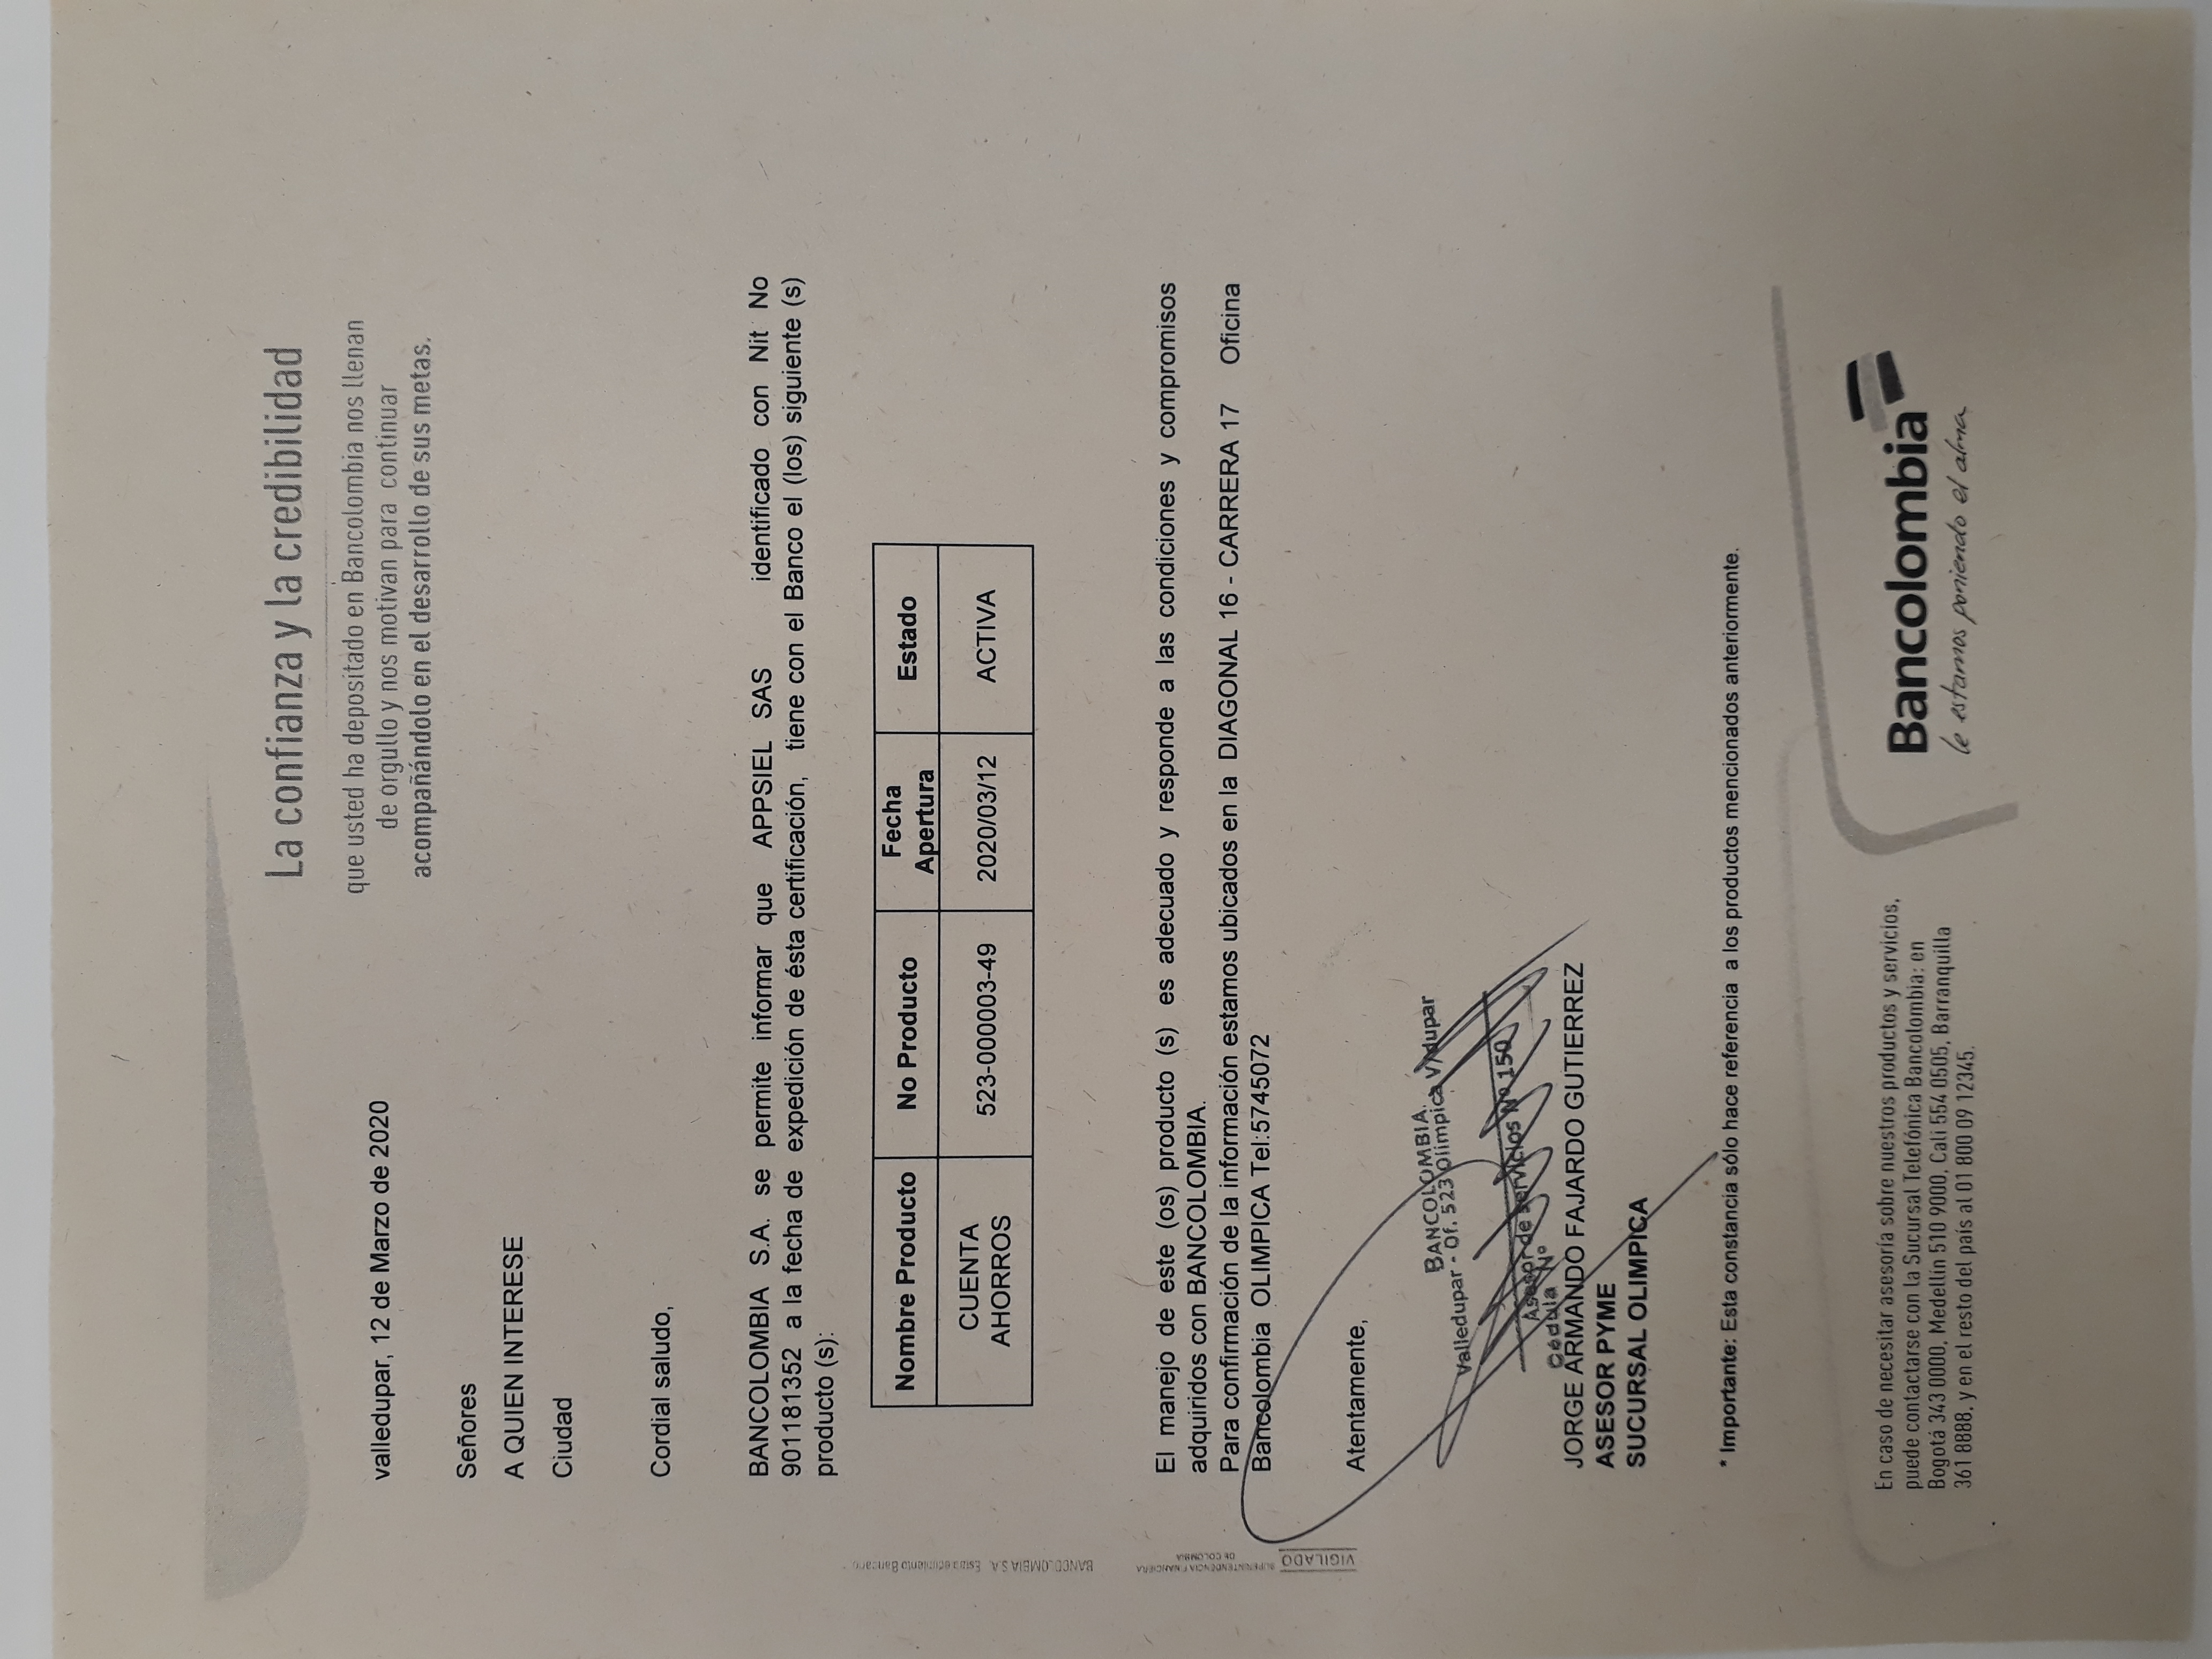 La confianza y la credibilidad
que usted ha depositado en Bancolombia nos llenan
de orgullo y nos motivan para continuar
acompañándolo en el desarrollo de sus metas.
valledupar, 12 de Marzo de 2020
Señores
A QUIEN INTERESE
Ciudad
Cordial saludo,
BANCOLOMBIA S.A. se permite informar que APPSIEL SAS identificado con Nit No
901181352 a la fecha de expedición de ésta certificación, tiene con el Banco el (los) siguiente (s)
producto (s):
Nombre Producto No Producto Fecha Apertura Estado
CUENTA AHORROS 523-000003-49 2020/03/12 ACTIVA
El manejo de este (os) producto (s) es adecuado y responde a las condiciones y compromisos
adquiridos con BANCOLOMBIA.
Para confirmación de la información estamos ubicados en la DIAGONAL 16 - CARRERA 17 Oficina
Bancolombia OLIMPICA Tel:5745072
Atentamente,
BANCOLOMBIA.
Valledupar - Of. 523 Olimpica V/dupar
Asesor de servicios Nº 150
Cédula Nº
JORGE ARMANDO FAJARDO GUTIERREZ
ASESOR PYME
SUCURSAL OLIMPICA
* Importante: Esta constancia sólo hace referencia a los productos mencionados anteriormente.
En caso de necesitar asesoría sobre nuestros productos y servicios,
puede contactarse con la Sucursal Telefónica Bancolombia: en
Bogotá 343 0000, Medellín 510 9000, Cali 554 0505, Barranquilla
361 8888, y en el resto del país al 01 800 09 12345.
Bancolombia
le estamos poniendo el alma
VIGILADO SUPERINTENDENCIA FINANCIERA DE COLOMBIA
BANCOLOMBIA S.A. Establecimiento Bancario